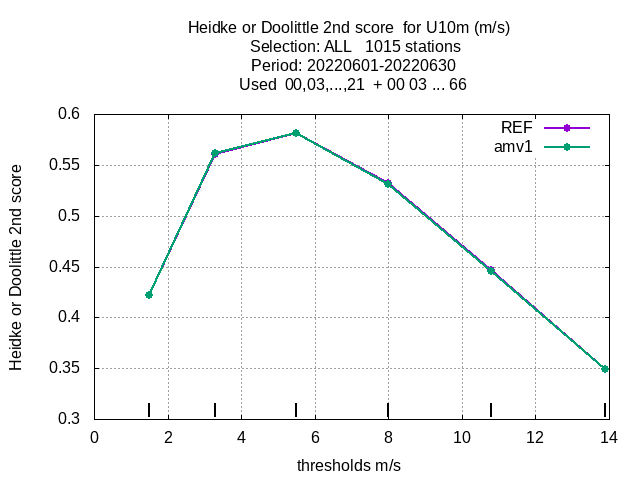 Heidke or Doolittle 2nd score  for U10m (m/s)
Selection: ALL   1015 stations
Period: 20220601-20220630
Used  00,03,...,21  + 00 03 ... 66
REF
amv1
Heidke or Doolittle 2nd score
0.6
0.55
0.5
0.45
0.4
0.35
0.3
0 2 4 6 8 10 12 14
thresholds m/s